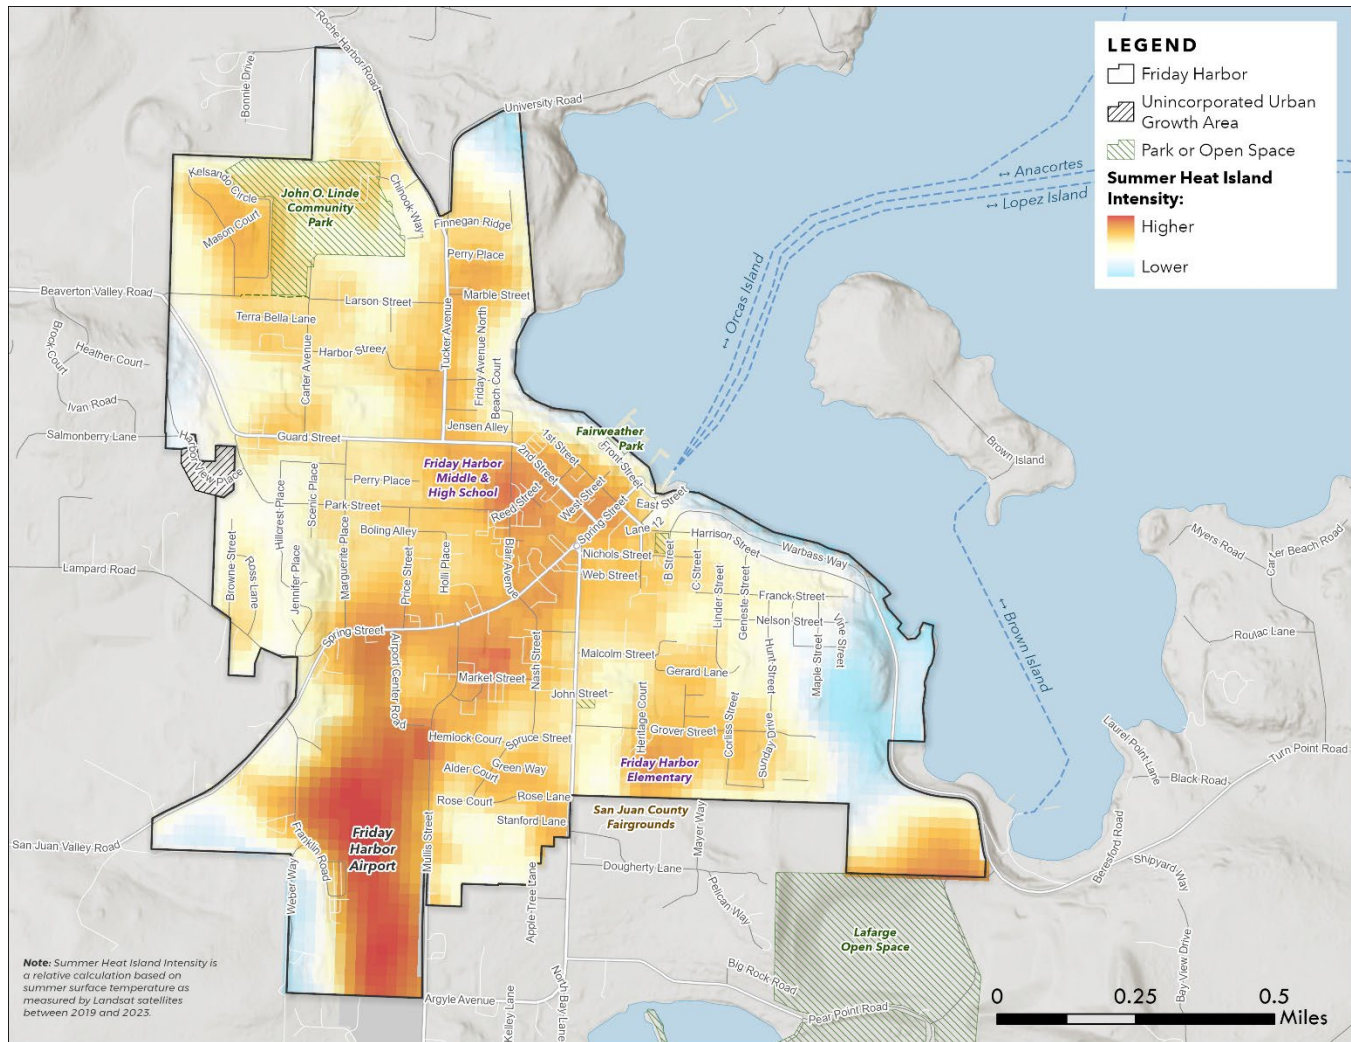 LEGEND
Friday Harbor
Unincorporated Urban
Growth Area
Park or Open Space
Summer Heat Island
Intensity:
Higher
Lower
Roche Harbor Road
Bonnie Drive
University Road
↔ Anacortes
↔ Lopez Island
↔ Orcas Island
Kelsando Circle
Mason Court
John O. Linde
Community
Park
Chinook Way
Finnegan Ridge
Perry Place
Beaverton Valley Road
Larson Street
Marble Street
Terra Bella Lane
Tucker Avenue
Friday Avenue North
Beach Court
Brock Court
Heather Court
Harbor Street
Carter Avenue
Ivan Road
Salmonberry Lane
Harbor View Place
Guard Street
Jensen Alley
Fairweather
Park
1st Street
2nd Street
Front Street
Brown Island
Friday Harbor
Middle &
High School
Perry Place
Reed Street
West Street
Spring Street
East Street
Lane 12
Park Street
Hillcrest Place
Scenic Place
Boling Alley
Marguerite Place
Price Street
Holli Place
Blair Avenue
Nichols Street
Web Street
B Street
C Street
Harrison Street
Warbass Way
Myers Road
Carter Beach Road
Lampard Road
Browne Street
Ross Lane
Jennifer Place
Linder Street
Geneste Street
Franck Street
Nelson Street
Hunt Street
Maple Street
Vine Street
↔ Brown Island
Routac Lane
Spring Street
Airport Center Road
Market Street
Nash Street
Malcolm Street
Gerard Lane
John Street
Heritage Court
Grover Street
Corliss Street
Sunday Drive
Hemlock Court
Spruce Street
Green Way
Alder Court
Rose Court
Rose Lane
Stanford Lane
Friday Harbor
Elementary
San Juan County
Fairgrounds
Mayer Way
Laurel Point Lane
Black Road
Turn Point Road
San Juan Valley Road
Franklin Road
Friday
Harbor
Airport
Mullis Street
Weber Way
Apple Tree Lane
Dougherty Lane
Pelican Way
Beresford Road
Shipyard Way
Lafarge
Open Space
Big Rock Road
Pear Point Road
Bay View Drive
Argyle Avenue
Kelley Lane
North Bay Lane
Note: Summer Heat Island Intensity is
a relative calculation based on
summer surface temperature as
measured by Landsat satellites
between 2019 and 2023.
0 0.25 0.5
Miles